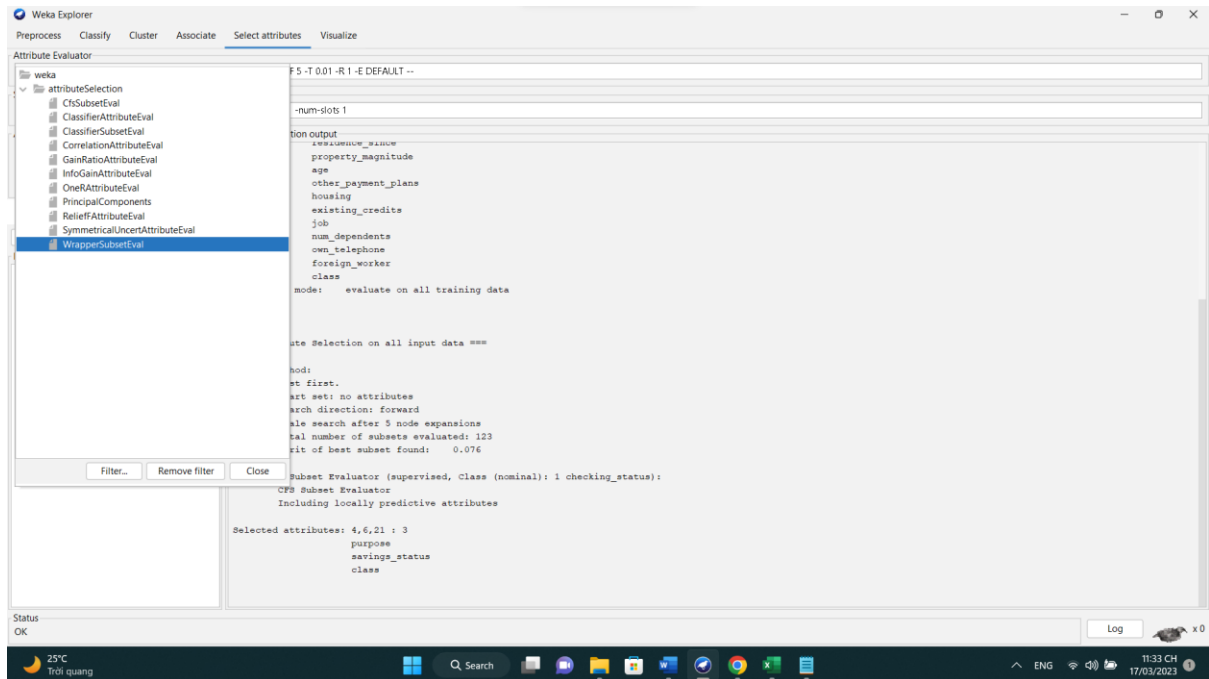 Weka Explorer
Preprocess Classify Cluster Associate Select attributes Visualize
Attribute Evaluator
F 5 -T 0.01 -R 1 -E DEFAULT --
-num-slots 1
weka
attributeSelection
CfsSubsetEval
ClassifierAttributeEval
ClassifierSubsetEval
CorrelationAttributeEval
GainRatioAttributeEval
InfoGainAttributeEval
OneRAttributeEval
PrincipalComponents
ReliefFAttributeEval
SymmetricalUncertAttributeEval
WrapperSubsetEval
Filter... Remove filter Close
tion output
residence_since
property_magnitude
age
other_payment_plans
housing
existing_credits
job
num_dependents
own_telephone
foreign_worker
class
mode: evaluate on all training data
ute Selection on all input data ===
hod:
st first.
art set: no attributes
arch direction: forward
ale search after 5 node expansions
tal number of subsets evaluated: 123
rit of best subset found: 0.076
Subset Evaluator (supervised, Class (nominal): 1 checking_status):
CFS Subset Evaluator
Including locally predictive attributes
Selected attributes: 4,6,21 : 3
purpose
savings_status
class
Status
OK
Log x 0
25°C
Trời quang
Search
ENG
11:33 CH
17/03/2023
1